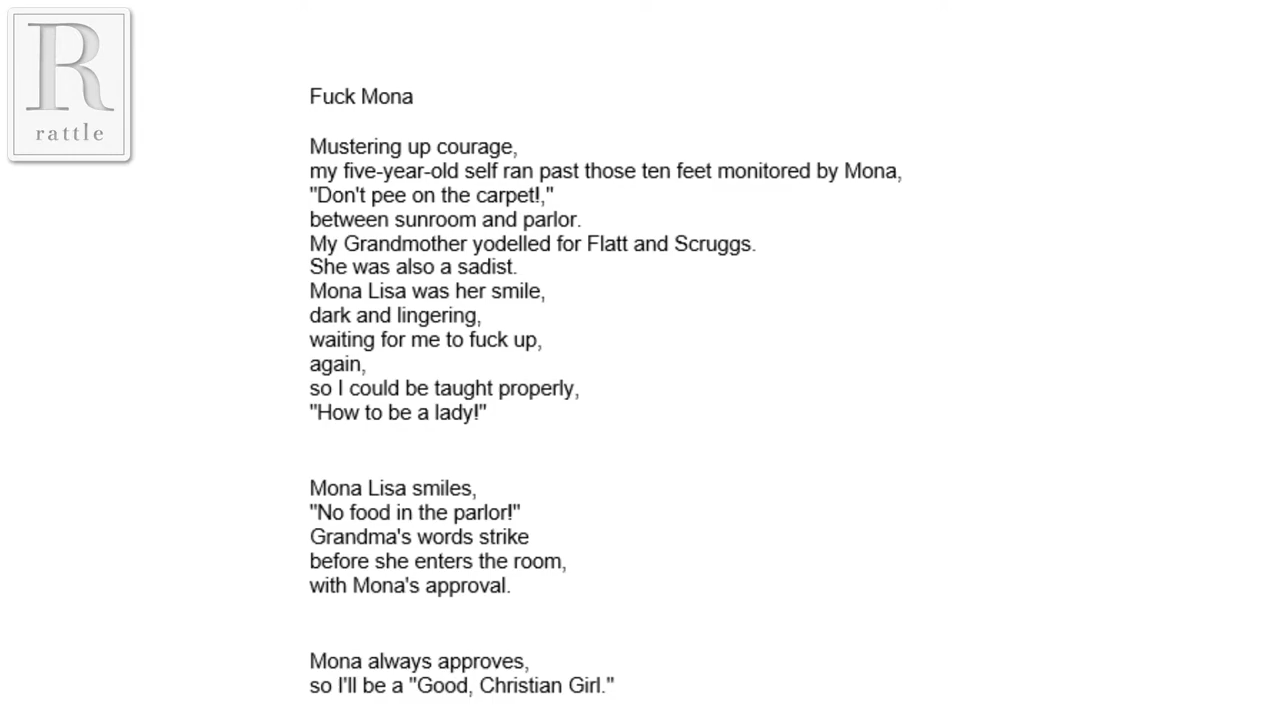 R
rattle
Fuck Mona
Mustering up courage,
my five-year-old self ran past those ten feet monitored by Mona,
"Don't pee on the carpet!,"
between sunroom and parlor.
My Grandmother yodelled for Flatt and Scruggs.
She was also a sadist.
Mona Lisa was her smile,
dark and lingering,
waiting for me to fuck up,
again,
so I could be taught properly,
"How to be a lady!"
Mona Lisa smiles,
"No food in the parlor!"
Grandma's words strike
before she enters the room,
with Mona's approval.
Mona always approves,
so I'll be a "Good, Christian Girl."